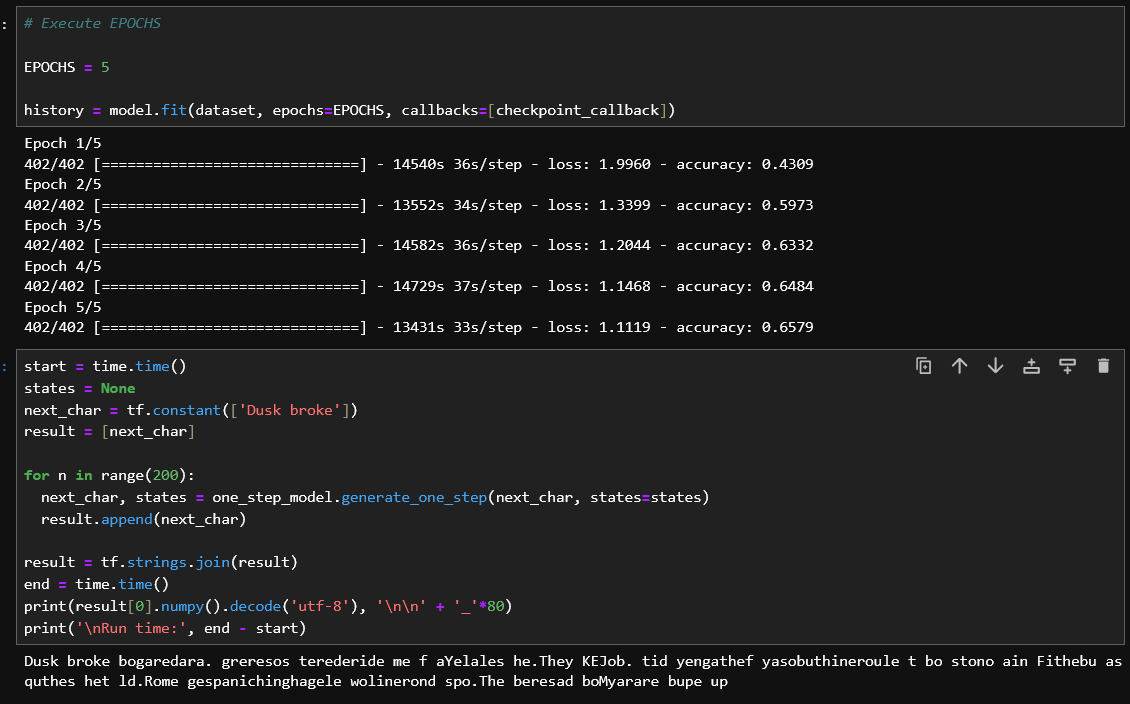 :
# Execute EPOCHS
EPOCHS = 5
history = model.fit(dataset, epochs=EPOCHS, callbacks=[checkpoint_callback])
Epoch 1/5
402/402 [==============================] - 14540s 36s/step - loss: 1.9960 - accuracy: 0.4309
Epoch 2/5
402/402 [==============================] - 13552s 34s/step - loss: 1.3399 - accuracy: 0.5973
Epoch 3/5
402/402 [==============================] - 14582s 36s/step - loss: 1.2044 - accuracy: 0.6332
Epoch 4/5
402/402 [==============================] - 14729s 37s/step - loss: 1.1468 - accuracy: 0.6484
Epoch 5/5
402/402 [==============================] - 13431s 33s/step - loss: 1.1119 - accuracy: 0.6579
:
start = time.time()
states = None
next_char = tf.constant(['Dusk broke'])
result = [next_char]
for n in range(200):
  next_char, states = one_step_model.generate_one_step(next_char, states=states)
  result.append(next_char)
result = tf.strings.join(result)
end = time.time()
print(result[0].numpy().decode('utf-8'), '\n\n' + '_'*80)
print('\nRun time:', end - start)
Dusk broke bogaredara. greresos terederide me f aYelales he.They KEJob. tid yengathef yasobuthineroule t bo stono ain Fithebu as
quthes het ld.Rome gespanichinghagele wolinerond spo.The beresad boMyarare bupe up